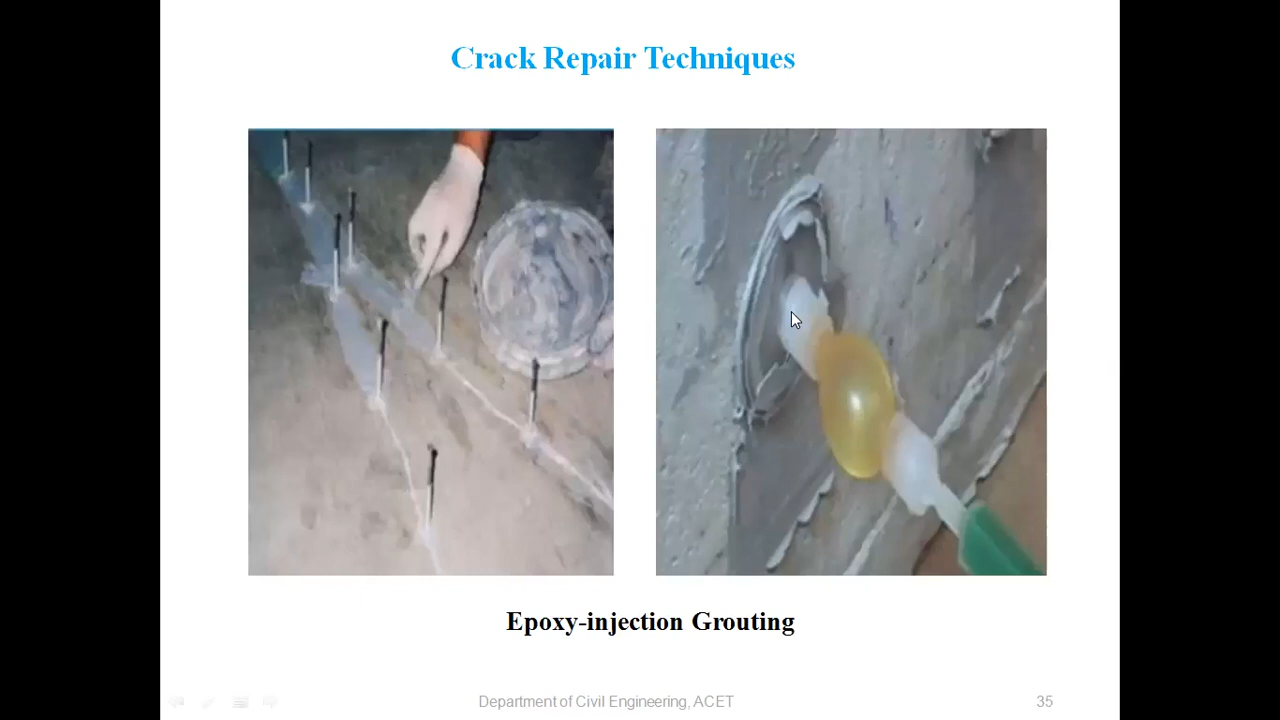 Crack Repair Techniques
Epoxy-injection Grouting
Department of Civil Engineering, ACET
35